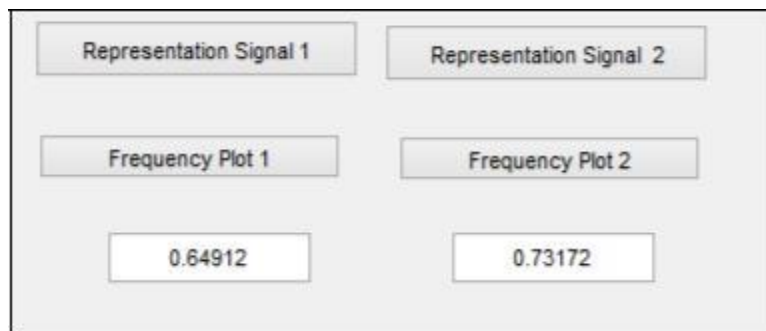 Representation Signal 1
Representation Signal 2
Frequency Plot 1
Frequency Plot 2
0.64912
0.73172